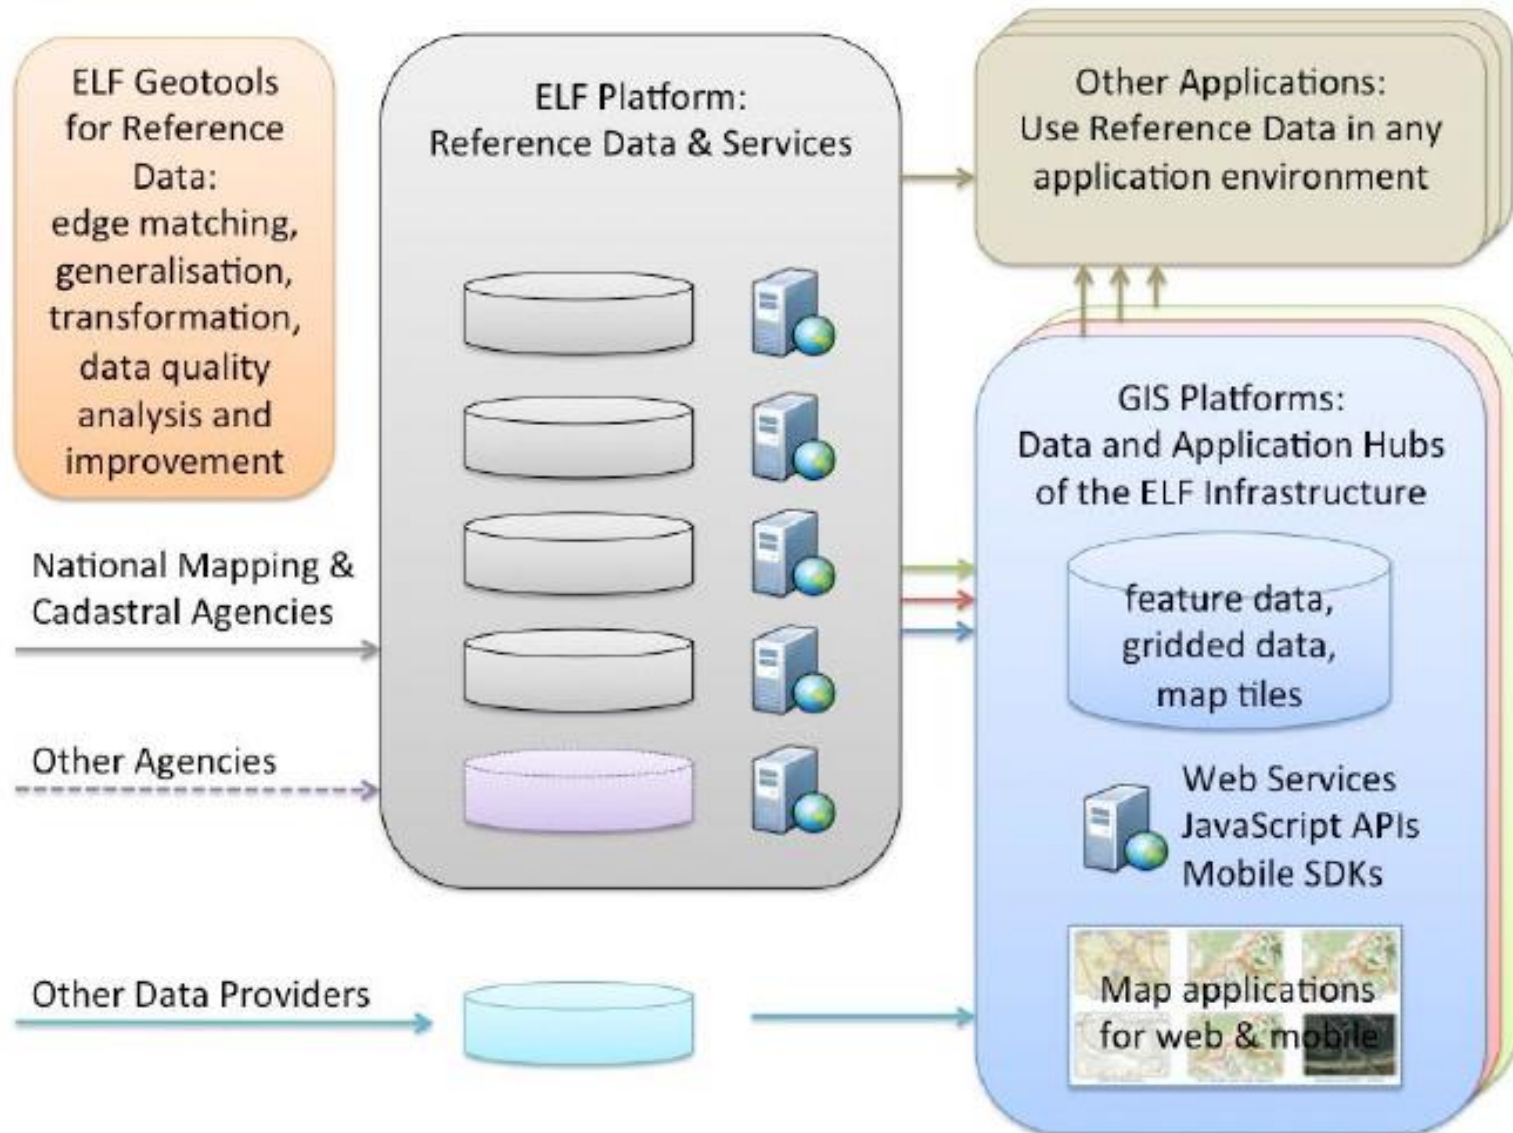 ELF Geotools
for Reference
Data:
edge matching,
generalisation,
transformation,
data quality
analysis and
improvement
National Mapping &
Cadastral Agencies
Other Agencies
Other Data Providers
ELF Platform:
Reference Data & Services
Other Applications:
Use Reference Data in any
application environment
GIS Platforms:
Data and Application Hubs
of the ELF Infrastructure
feature data,
gridded data,
map tiles
Web Services
JavaScript APIs
Mobile SDKs
Map applications
for web & mobile